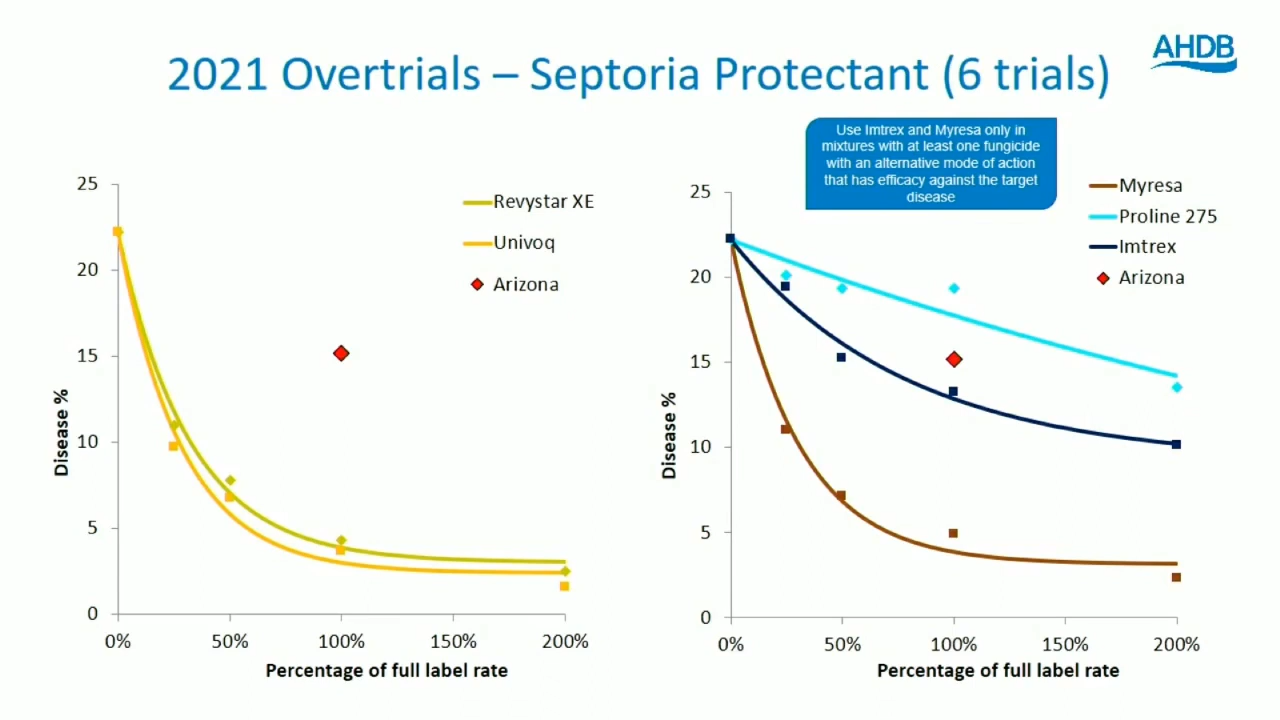 AHDB
2021 Overtrials – Septoria Protectant (6 trials)
Use Imtrex and Myresa only in
mixtures with at least one fungicide
with an alternative mode of action
that has efficacy against the target
disease
Revystar XE
Univoq
Arizona
25
20
15
10
5
0
Disease %
0% 50% 100% 150% 200%
Percentage of full label rate
Myresa
Proline 275
Imtrex
Arizona
25
20
15
10
5
0
Disease %
0% 50% 100% 150% 200%
Percentage of full label rate